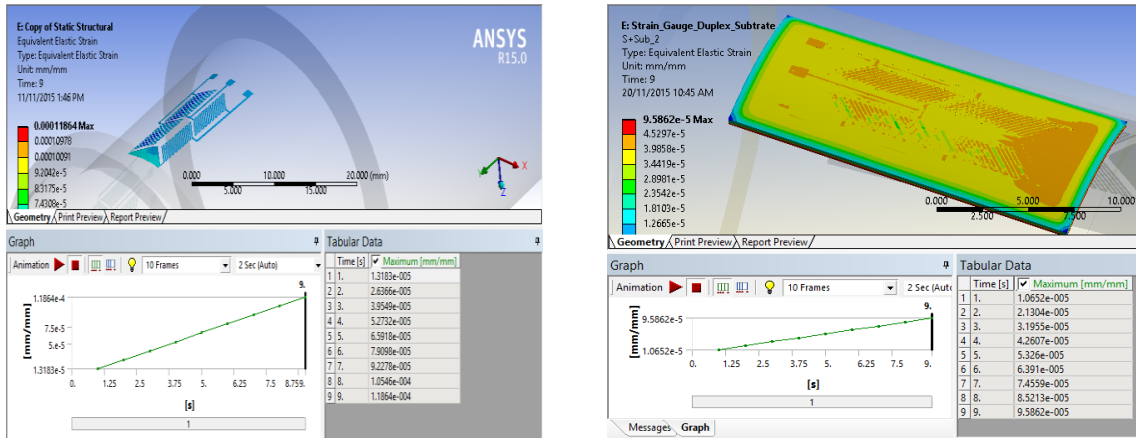 E: Copy of Static Structural
Equivalent Elastic Strain
Type: Equivalent Elastic Strain
Unit: mm/mm
Time: 9
11/11/2015 1:46 PM
ANSYS
R15.0
0.00011864 Max
0.00010978
0.00010091
9.2042e-5
8.3175e-5
7.4308e-5
0.000
5.000
10.000
15.000
20.000 (mm)
X
Y
Z
Geometry Print Preview Report Preview
Graph
Animation
10 Frames
2 Sec (Auto)
9.
1.1864e-4
7.5e-5
5.e-5
1.3183e-5
[mm/mm]
0. 1.25 2.5 3.75 5. 6.25 7.5 8.759.
[s]
1
Tabular Data
Time [s] Maximum [mm/mm]
1 1. 1.3183e-005
2 2. 2.6366e-005
3 3. 3.9549e-005
4 4. 5.2732e-005
5 5. 6.5918e-005
6 6. 7.9098e-005
7 7. 9.2278e-005
8 8. 1.0546e-004
9 9. 1.1864e-004
E: Strain_Gauge_Duplex_Subtrate
S+Sub_2
Type: Equivalent Elastic Strain
Unit: mm/mm
Time: 9
20/11/2015 10:45 AM
9.5862e-5 Max
4.5297e-5
3.9858e-5
3.4419e-5
2.8981e-5
2.3542e-5
1.8103e-5
1.2665e-5
0.000
2.500
5.000
7.500
10.000
Geometry Print Preview Report Preview
Graph
Animation
10 Frames
2 Sec (Auto
9.
9.5862e-5
1.0652e-5
[mm/mm]
0. 1.25 2.5 3.75 5. 6.25 7.5 9.
[s]
1
Messages Graph
Tabular Data
Time [s] Maximum [mm/mm]
1 1. 1.0652e-005
2 2. 2.1304e-005
3 3. 3.1955e-005
4 4. 4.2607e-005
5 5. 5.326e-005
6 6. 6.391e-005
7 7. 7.4559e-005
8 8. 8.5213e-005
9 9. 9.5862e-005